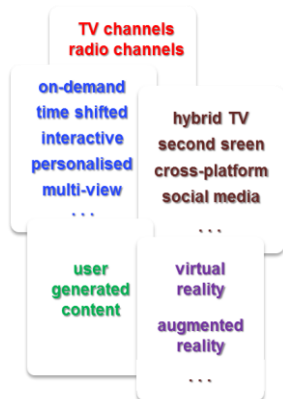 TV channels
radio channels
on-demand
time shifted
interactive
personalised
multi-view
. . .
hybrid TV
second sreen
cross-platform
social media
. . .
user
generated
content
virtual
reality
augmented
reality
. . .